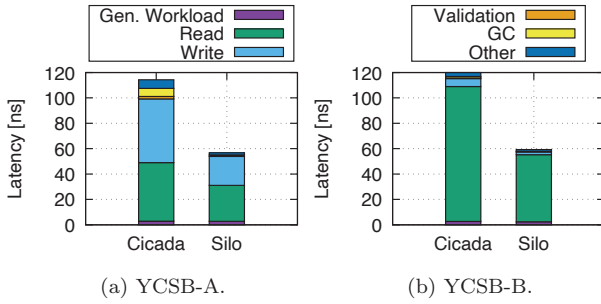 Gen. Workload
Read
Write
Validation
GC
Other
Latency [ns]
120
100
80
60
40
20
0
Cicada Silo
(a) YCSB-A.
Latency [ns]
120
100
80
60
40
20
0
Cicada Silo
(b) YCSB-B.